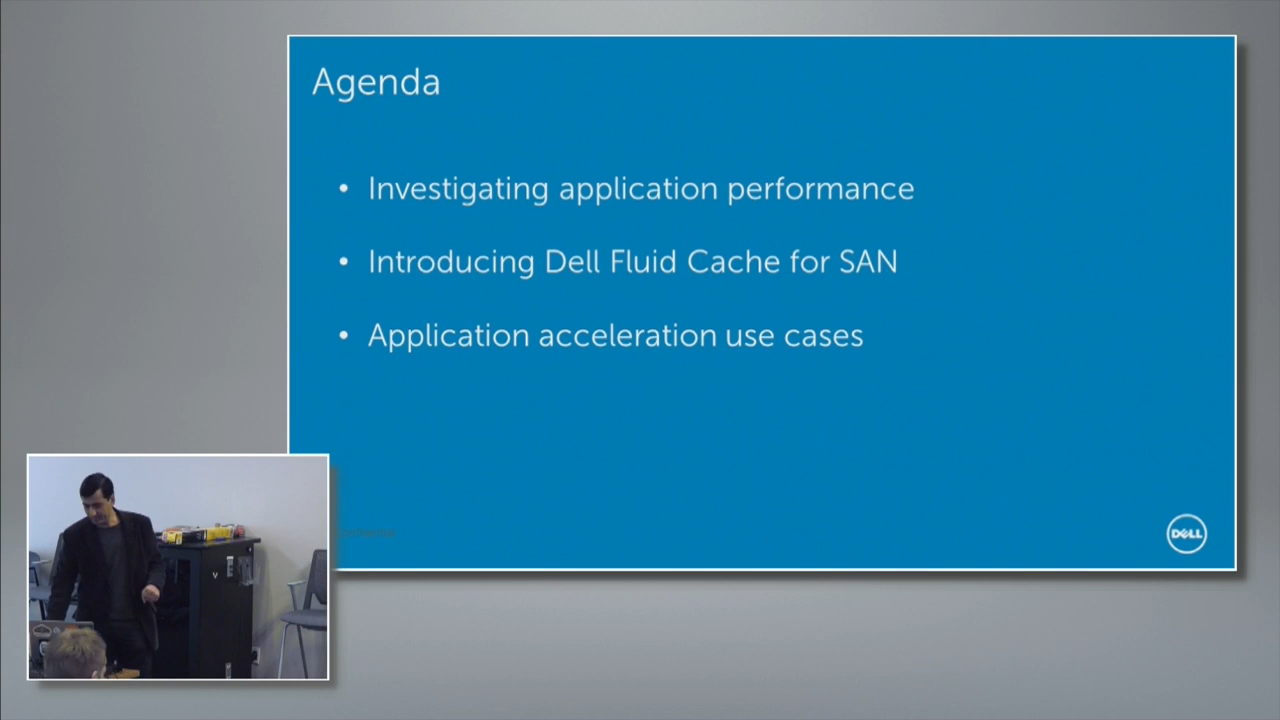 Agenda
• Investigating application performance
• Introducing Dell Fluid Cache for SAN
• Application acceleration use cases
DELL